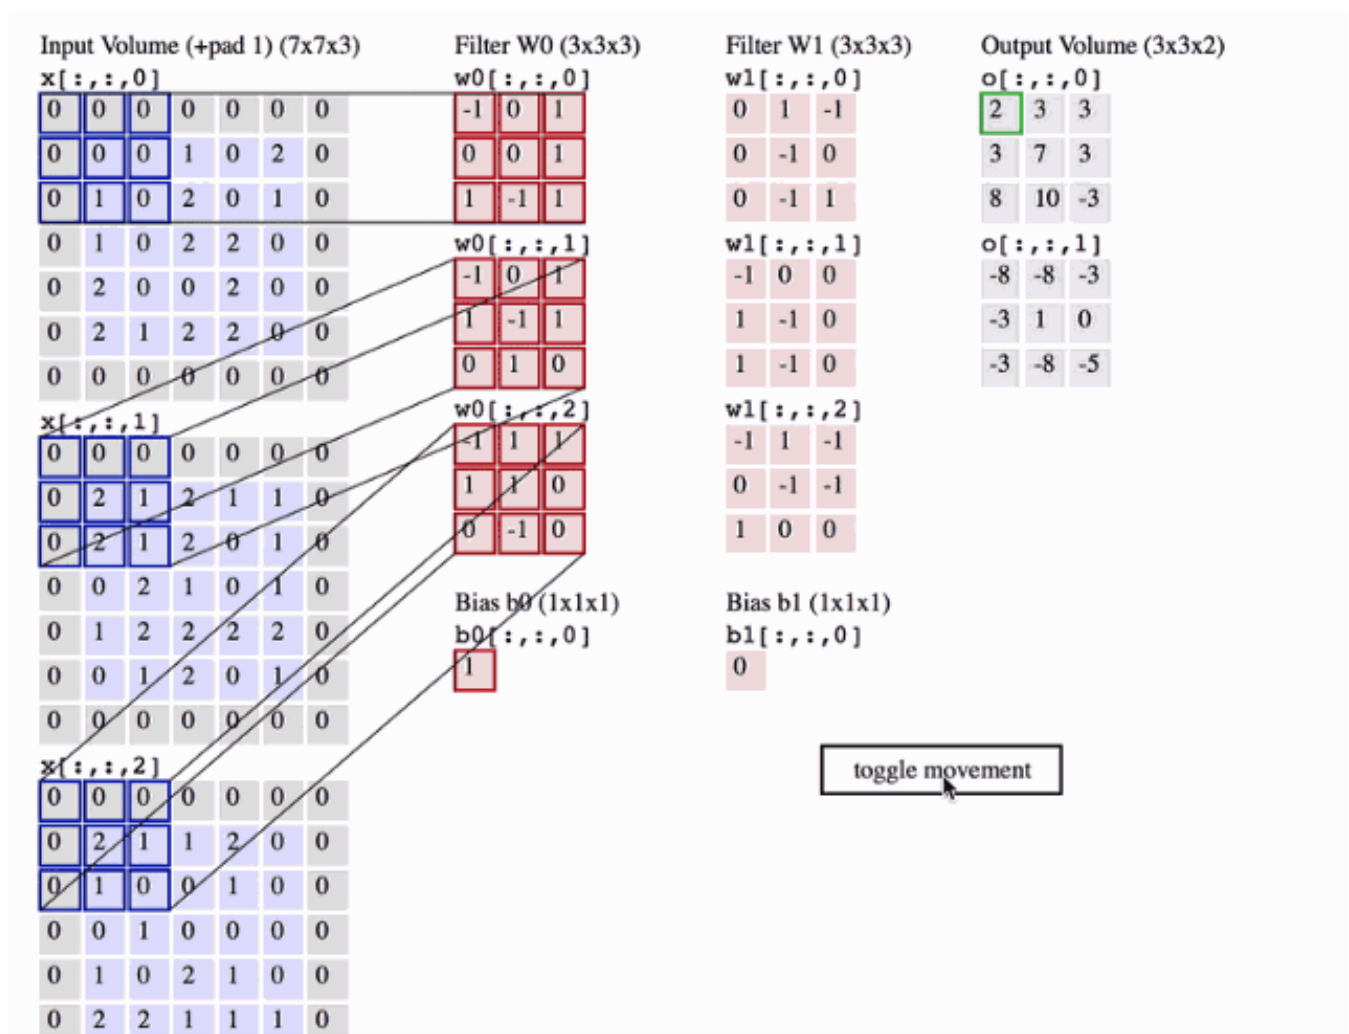 Input Volume (+pad 1) (7x7x3)
x[:,:,0]
0 0 0 0 0 0 0
0 0 0 1 0 2 0
0 1 0 2 0 1 0
0 1 0 2 2 0 0
0 2 0 0 2 0 0
0 2 1 2 2 0 0
0 0 0 0 0 0 0
x[:,:,1]
0 0 0 0 0 0 0
0 2 1 2 1 1 0
0 2 1 2 0 1 0
0 0 2 1 0 1 0
0 1 2 2 2 2 0
0 0 1 2 0 1 0
0 0 0 0 0 0 0
x[:,:,2]
0 0 0 0 0 0 0
0 2 1 1 2 0 0
0 1 0 0 1 0 0
0 0 1 0 0 0 0
0 1 0 2 1 0 0
0 2 2 1 1 1 0
Filter W0 (3x3x3)
w0[:,:,0]
-1 0 1
0 0 1
1 -1 1
w0[:,:,1]
-1 0 1
1 -1 1
0 1 0
w0[:,:,2]
-1 1 1
1 1 0
0 -1 0
Bias b0 (1x1x1)
b0[:,:,0]
1
Filter W1 (3x3x3)
w1[:,:,0]
0 1 -1
0 -1 0
0 -1 1
w1[:,:,1]
-1 0 0
1 -1 0
1 -1 0
w1[:,:,2]
-1 1 -1
0 -1 -1
1 0 0
Bias b1 (1x1x1)
b1[:,:,0]
0
Output Volume (3x3x2)
o[:,:,0]
2 3 3
3 7 3
8 10 -3
o[:,:,1]
-8 -8 -3
-3 1 0
-3 -8 -5
toggle movement